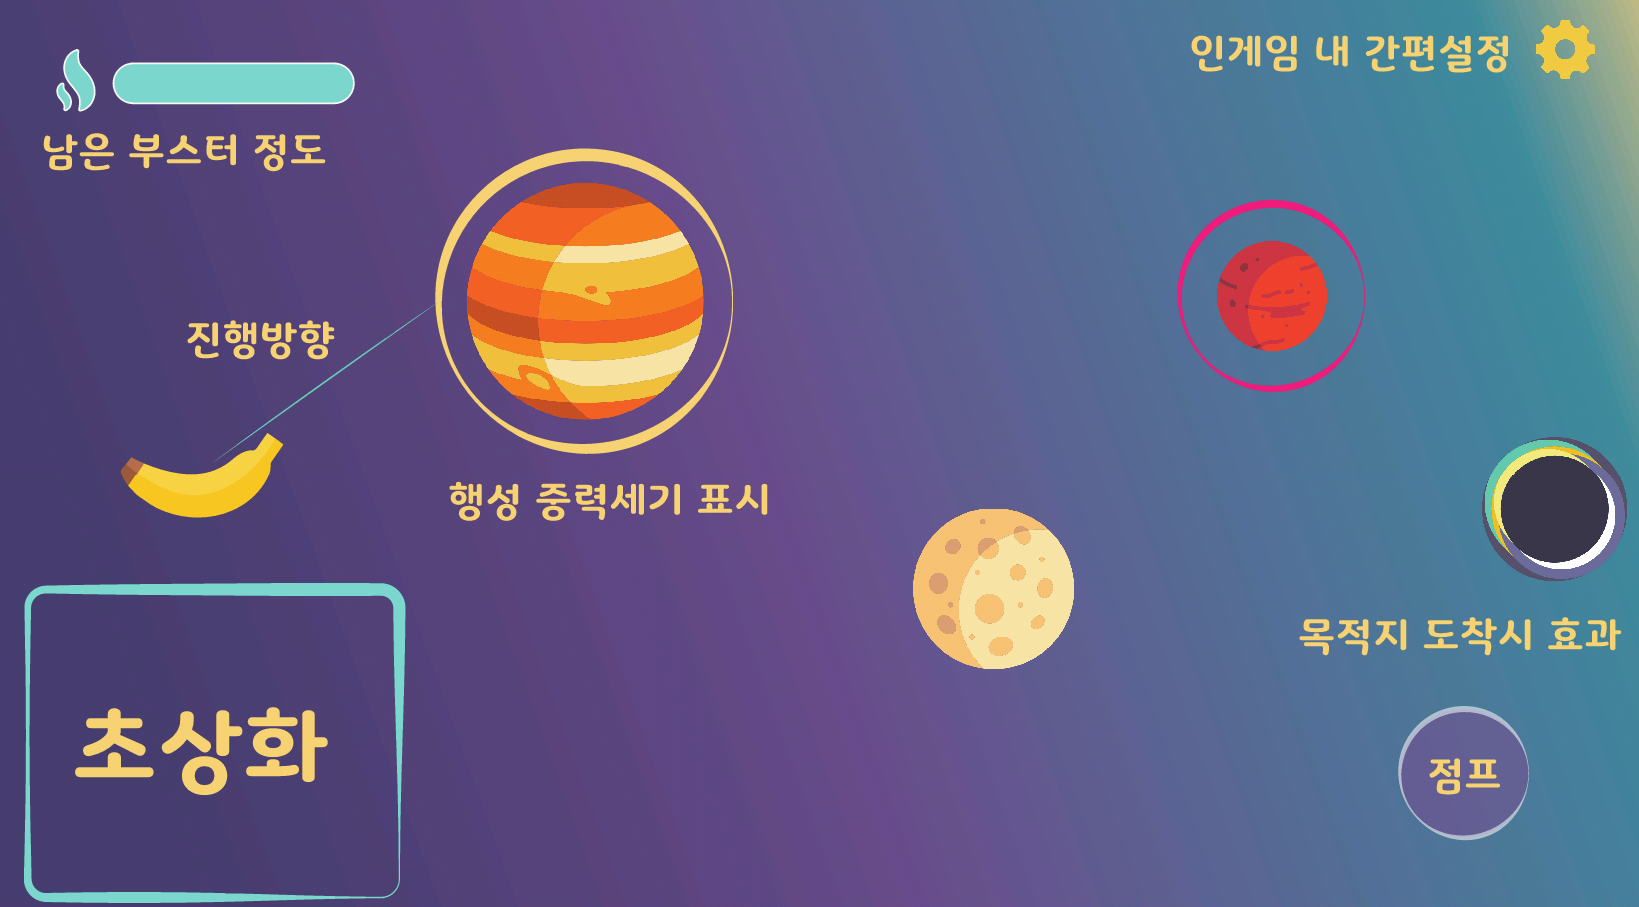 인게임 내 간편설정
남은 부스터 정도
진행방향
행성 중력세기 표시
목적지 도착시 효과
초상화
점프